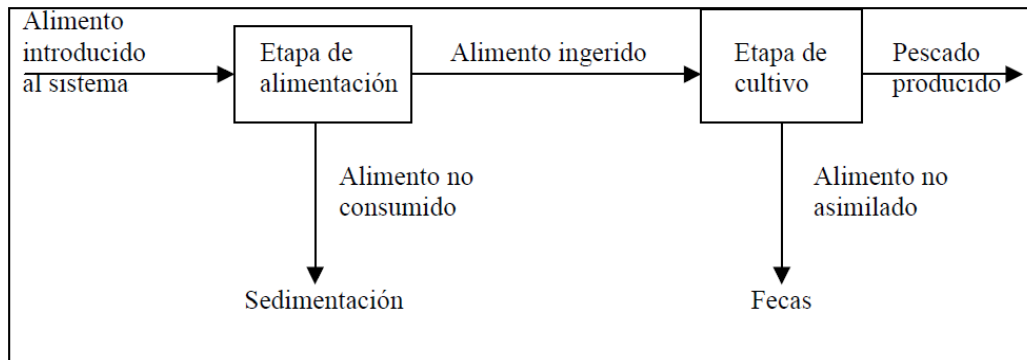 Alimento
introducido
al sistema
Etapa de
alimentación
Alimento ingerido
Etapa de
cultivo
Pescado
producido
Alimento no
consumido
Alimento no
asimilado
Sedimentación
Fecas